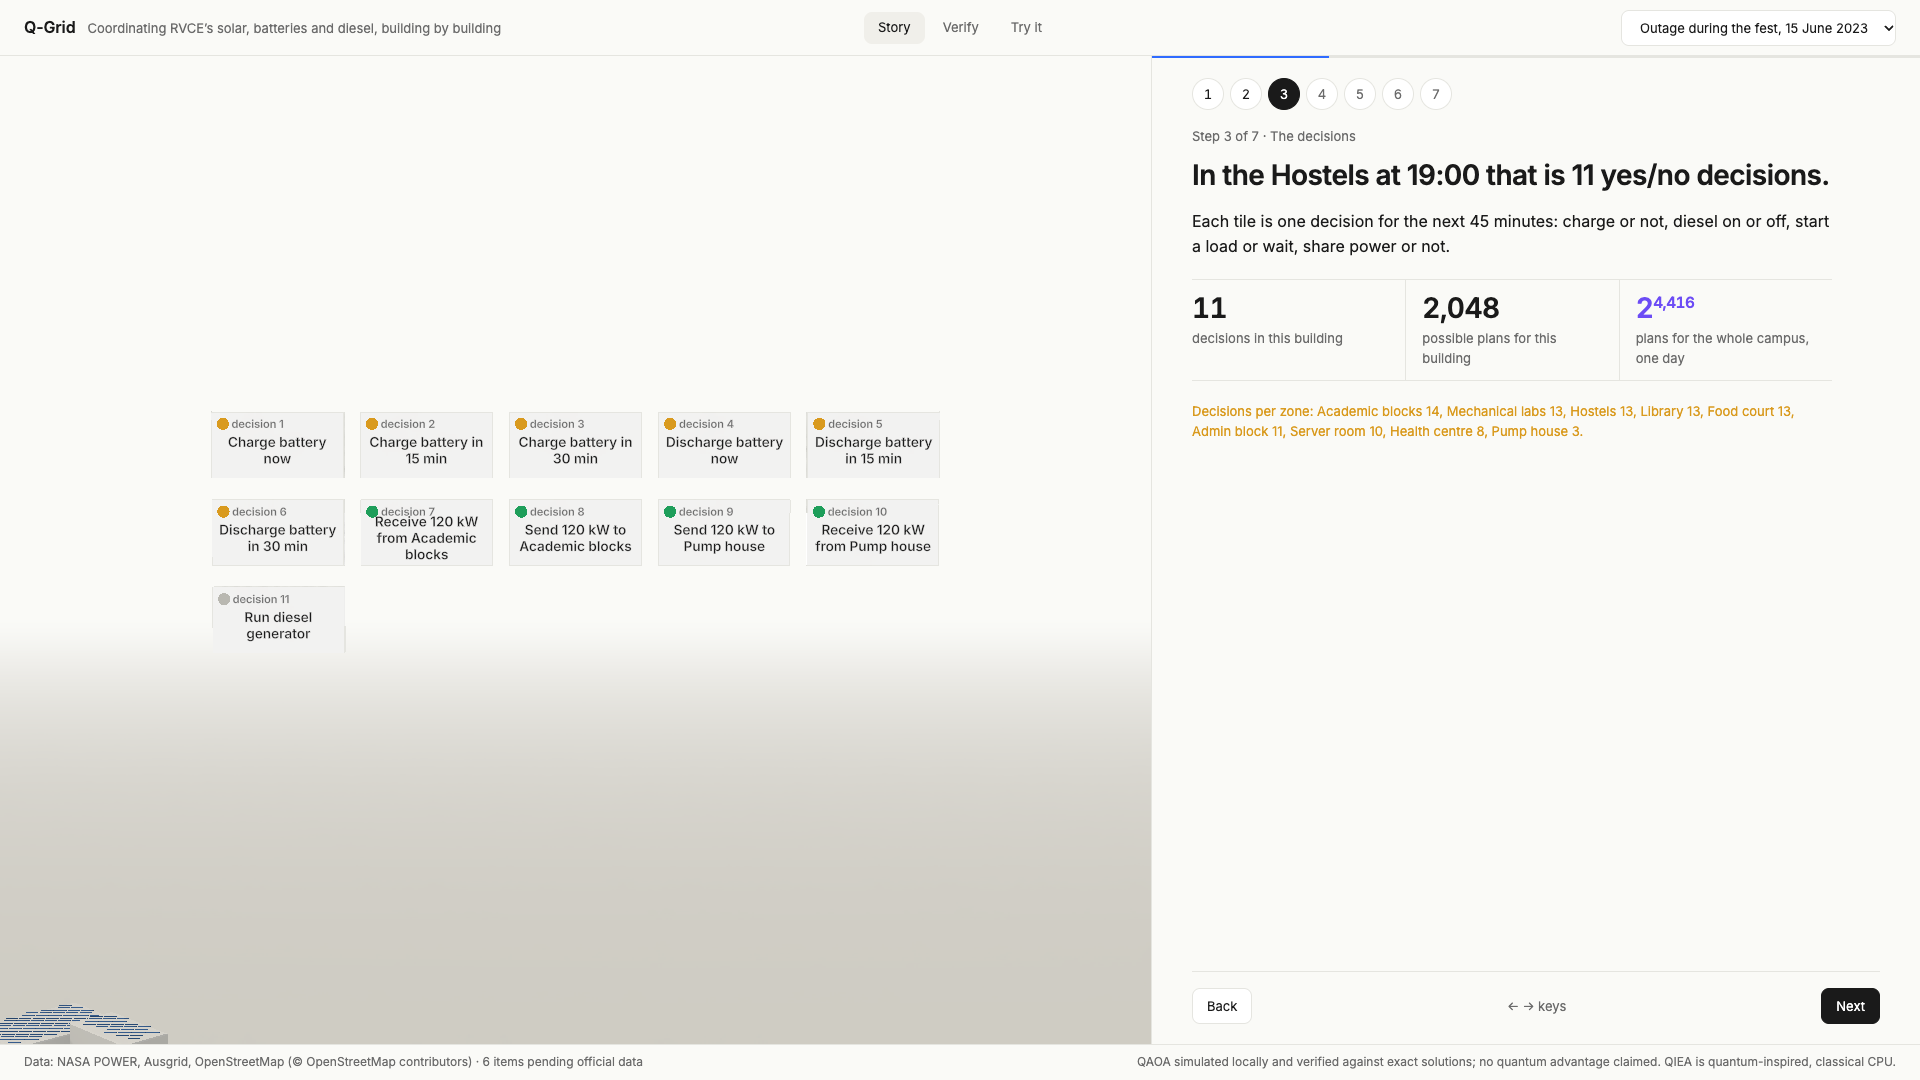 Q-Grid Coordinating RVCE's solar, batteries and diesel, building by building
Story Verify Try it
Outage during the fest, 15 June 2023
1 2 3 4 5 6 7
Step 3 of 7 · The decisions
In the Hostels at 19:00 that is 11 yes/no decisions.
Each tile is one decision for the next 45 minutes: charge or not, diesel on or off, start
a load or wait, share power or not.
11
decisions in this building
2,048
possible plans for this
building
2^4,416
plans for the whole campus,
one day
Decisions per zone: Academic blocks 14, Mechanical labs 13, Hostels 13, Library 13, Food court 13,
Admin block 11, Server room 10, Health centre 8, Pump house 3.
decision 1
Charge battery
now
decision 2
Charge battery in
15 min
decision 3
Charge battery in
30 min
decision 4
Discharge battery
now
decision 5
Discharge battery
in 15 min
decision 6
Discharge battery
in 30 min
decision 7
Receive 120 kW
from Academic
blocks
decision 8
Send 120 kW to
Academic blocks
decision 9
Send 120 kW to
Pump house
decision 10
Receive 120 kW
from Pump house
decision 11
Run diesel
generator
Back
← → keys
Next
Data: NASA POWER, Ausgrid, OpenStreetMap (© OpenStreetMap contributors) · 6 items pending official data
QAOA simulated locally and verified against exact solutions; no quantum advantage claimed. QIEA is quantum-inspired, classical CPU.